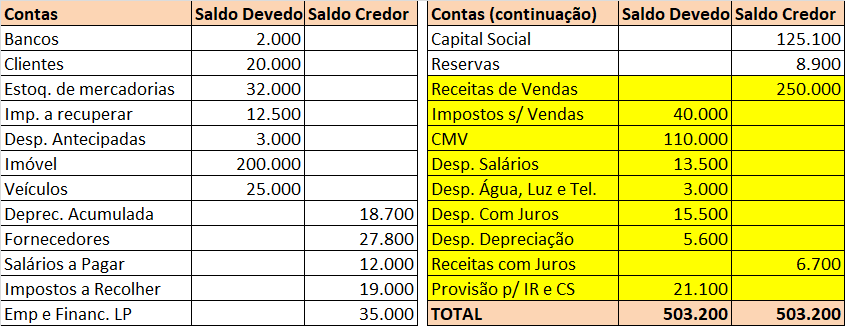 Contas Saldo Devedo Saldo Credor
Bancos 2.000
Clientes 20.000
Estoq. de mercadorias 32.000
Imp. a recuperar 12.500
Desp. Antecipadas 3.000
Imóvel 200.000
Veículos 25.000
Deprec. Acumulada 18.700
Fornecedores 27.800
Salários a Pagar 12.000
Impostos a Recolher 19.000
Emp e Financ. LP 35.000
Contas (continuação) Saldo Devedo Saldo Credor
Capital Social 125.100
Reservas 8.900
Receitas de Vendas 250.000
Impostos s/ Vendas 40.000
CMV 110.000
Desp. Salários 13.500
Desp. Água, Luz e Tel. 3.000
Desp. Com Juros 15.500
Desp. Depreciação 5.600
Receitas com Juros 6.700
Provisão p/ IR e CS 21.100
TOTAL 503.200 503.200